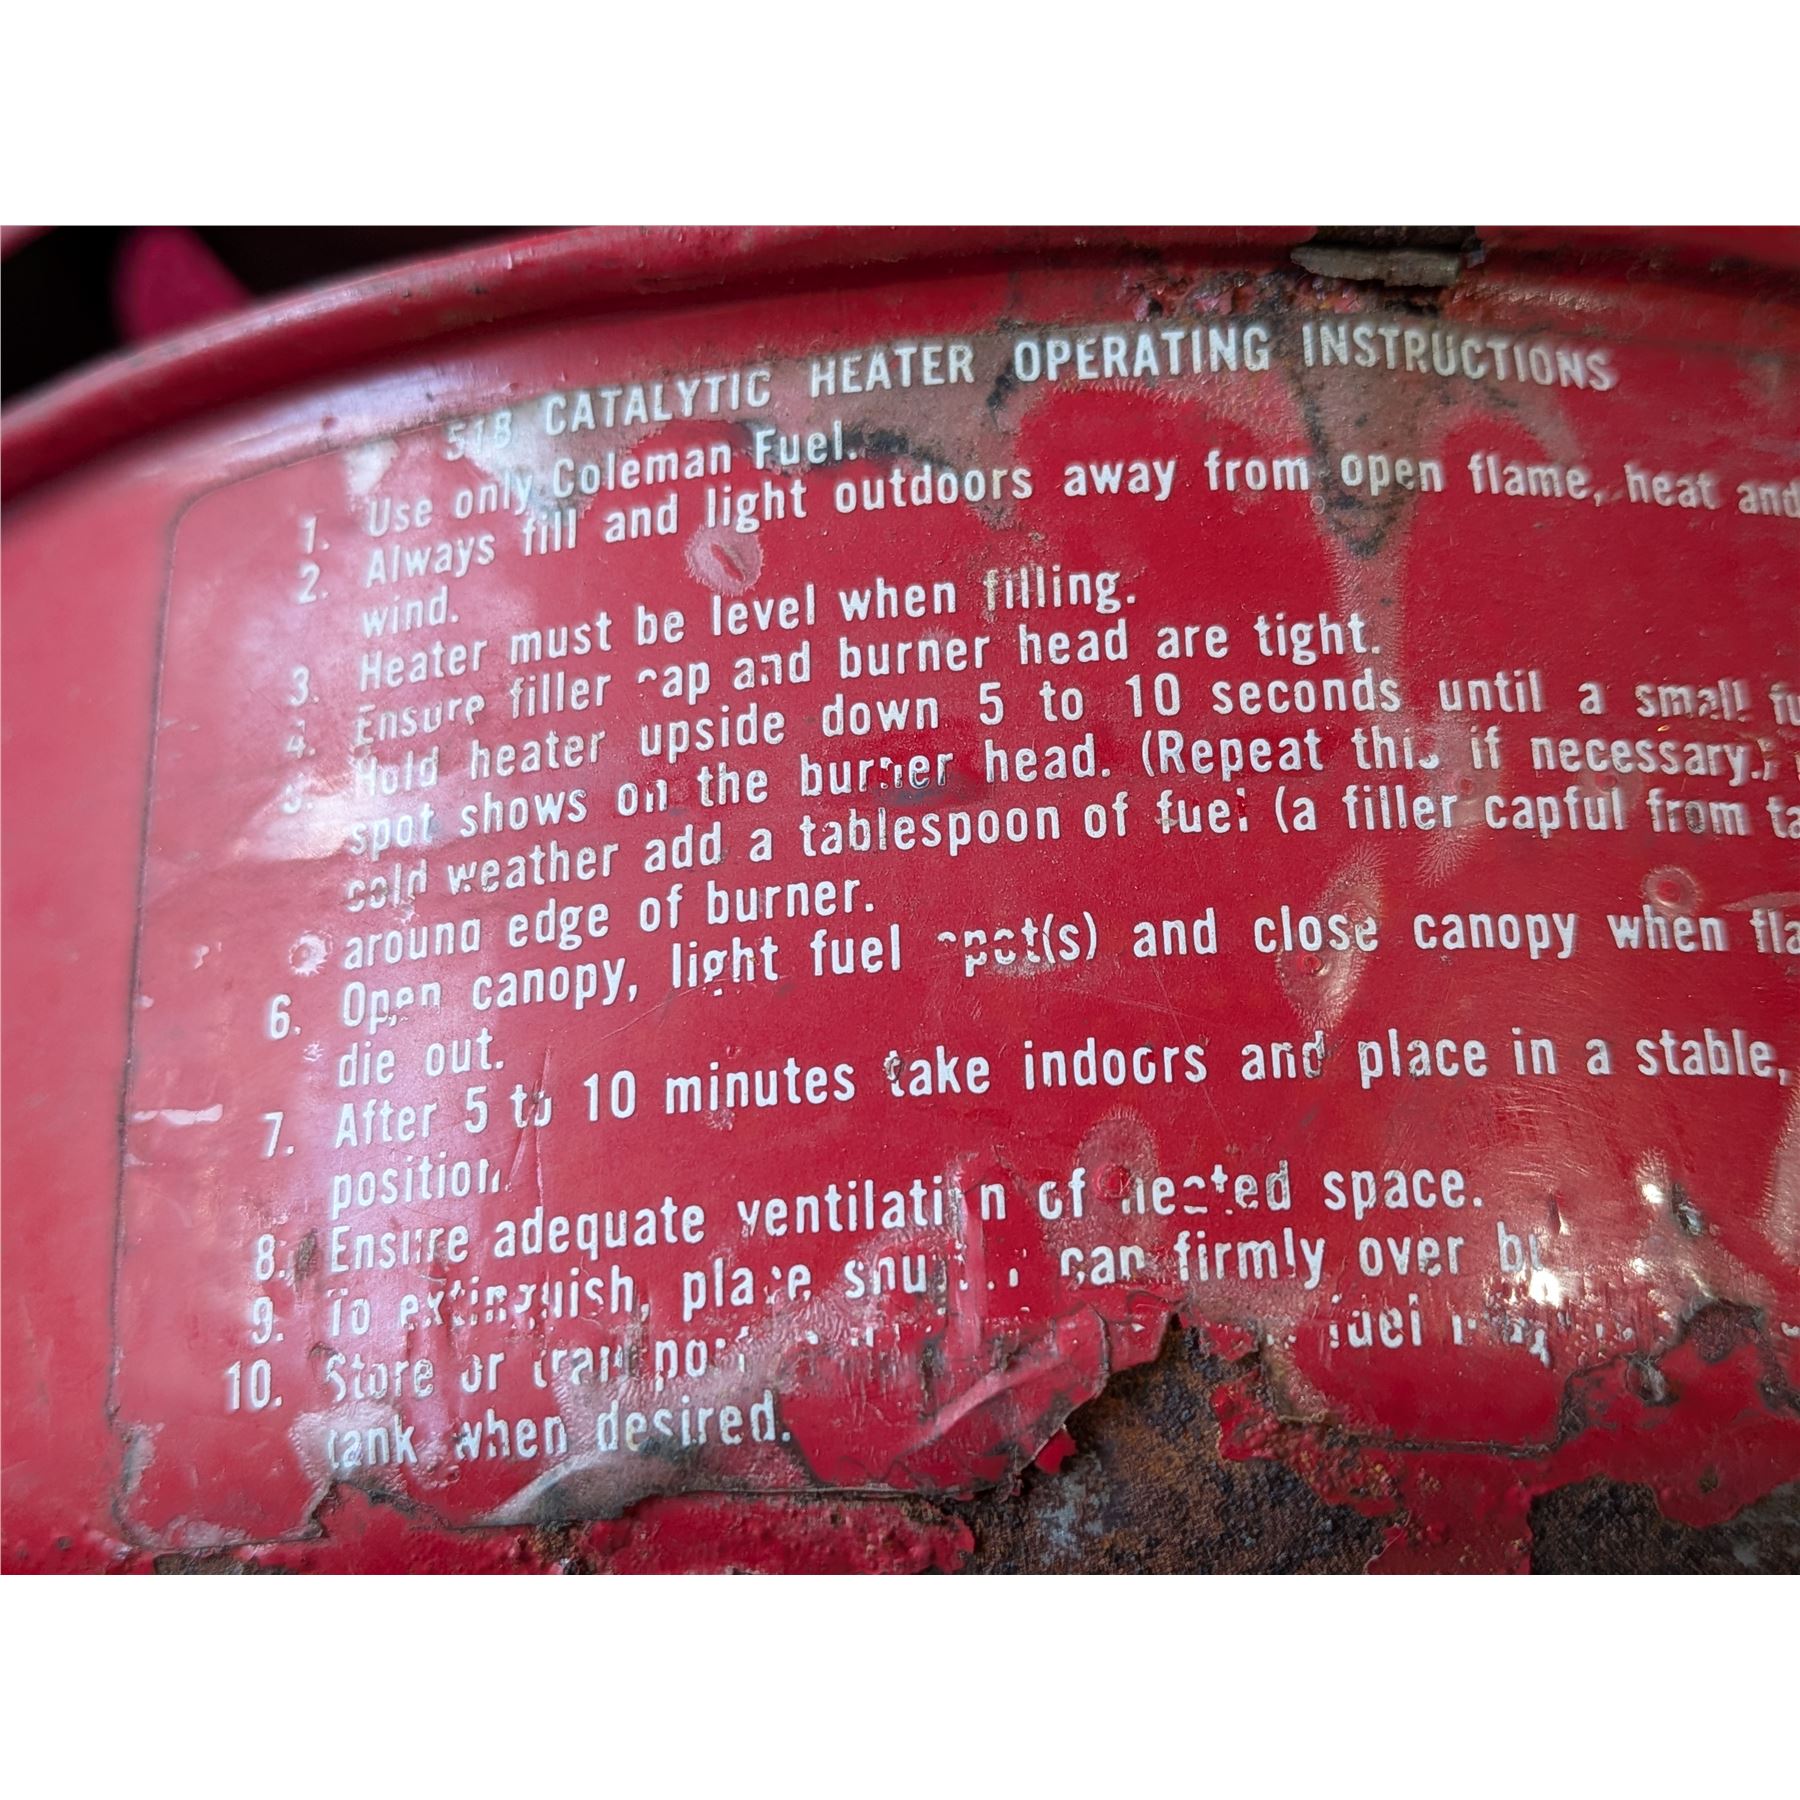 518 CATALYTIC HEATER OPERATING INSTRUCTIONS
1. Use only Coleman Fuel.
2. Always fill and light outdoors away from open flame, heat and
wind.
3. Heater must be level when filling.
4. Ensure filler cap and burner head are tight.
5. Hold heater upside down 5 to 10 seconds until a small
spot shows on the burner head. (Repeat this if necessary.)
cold weather add a tablespoon of fuel (a filler capful from
around edge of burner.
6. Open canopy, light fuel spot(s) and close canopy when
die out.
7. After 5 to 10 minutes take indoors and place in a stable,
position.
8. Ensure adequate ventilation of heated space.
9. To extinguish, place can firmly over
10. Store or fuel
tank when desired.